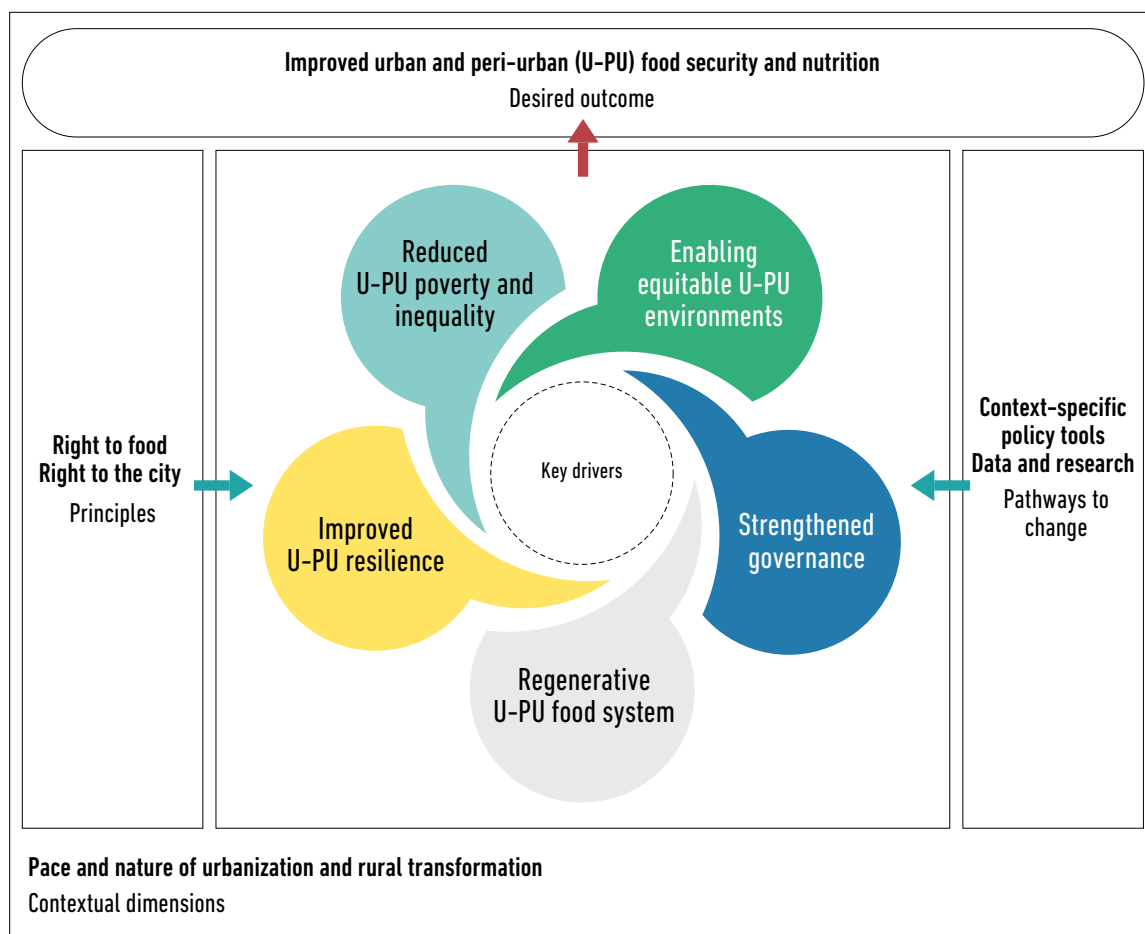 Improved urban and peri-urban (U-PU) food security and nutrition
Desired outcome
Right to food
Right to the city
Principles
Reduced
U-PU poverty and
inequality
Enabling
equitable U-PU
environments
Key drivers
Improved
U-PU resilience
Strengthened
governance
Regenerative
U-PU food system
Context-specific
policy tools
Data and research
Pathways to
change
Pace and nature of urbanization and rural transformation
Contextual dimensions